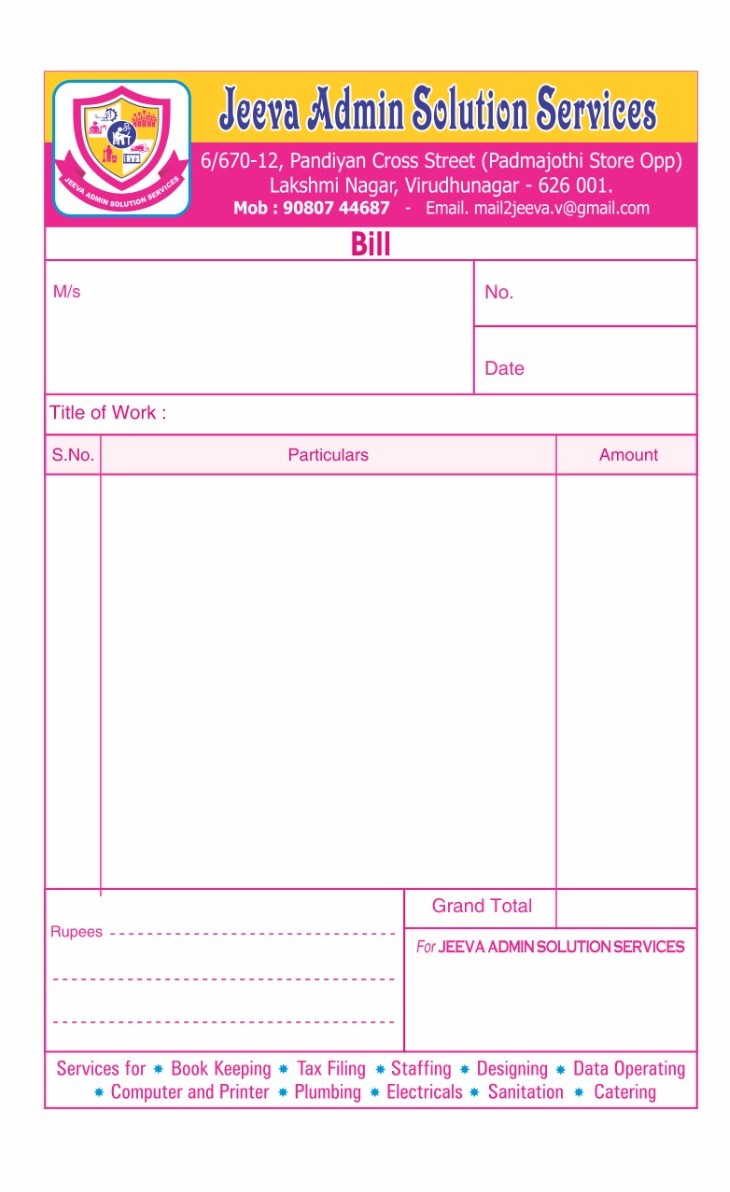 Jeeva Admin Solution Services
JEEVA ADMIN SOLUTION SERVICES
6/670-12, Pandiyan Cross Street (Padmajothi Store Opp)
Lakshmi Nagar, Virudhunagar - 626 001.
Mob : 90807 44687 - Email. mail2jeeva.v@gmail.com
Bill
M/s
No.
Date
Title of Work :
S.No. Particulars Amount
Grand Total
Rupees
For JEEVA ADMIN SOLUTION SERVICES
Services for * Book Keeping * Tax Filing * Staffing * Designing * Data Operating
* Computer and Printer * Plumbing * Electricals * Sanitation * Catering